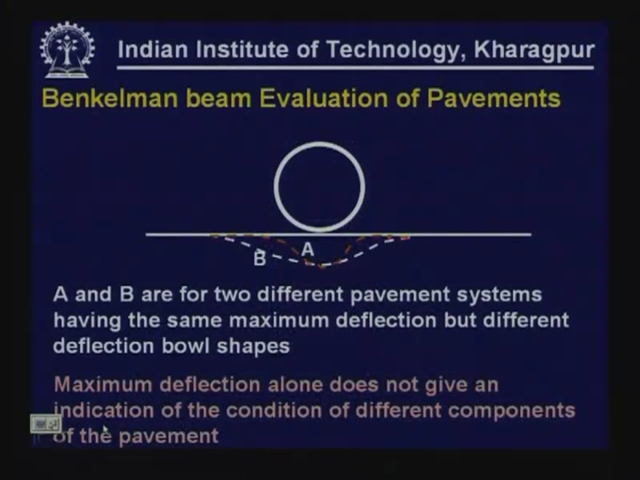 Indian Institute of Technology, Kharagpur
Benkelman beam Evaluation of Pavements
A
B
A and B are for two different pavement systems
having the same maximum deflection but different
deflection bowl shapes
Maximum deflection alone does not give an
indication of the condition of different components
of the pavement